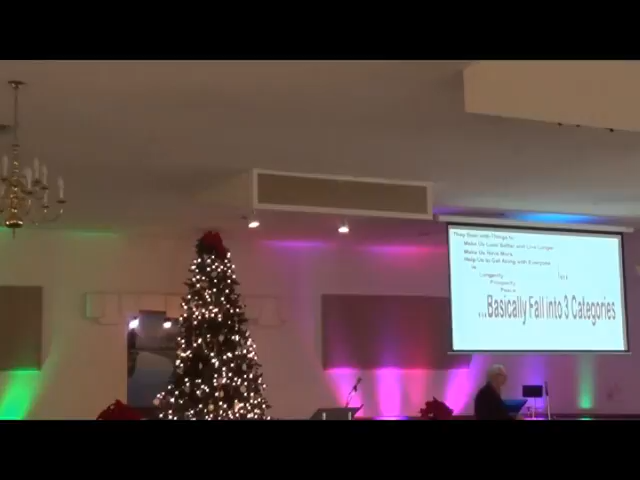 They Deal with Things to
Make Us Look Better and Live Longer
Make Us Have More
Help Us to Get Along with Everyone
Longevity
Prosperity
Peace
...Basically Fall into 3 Categories